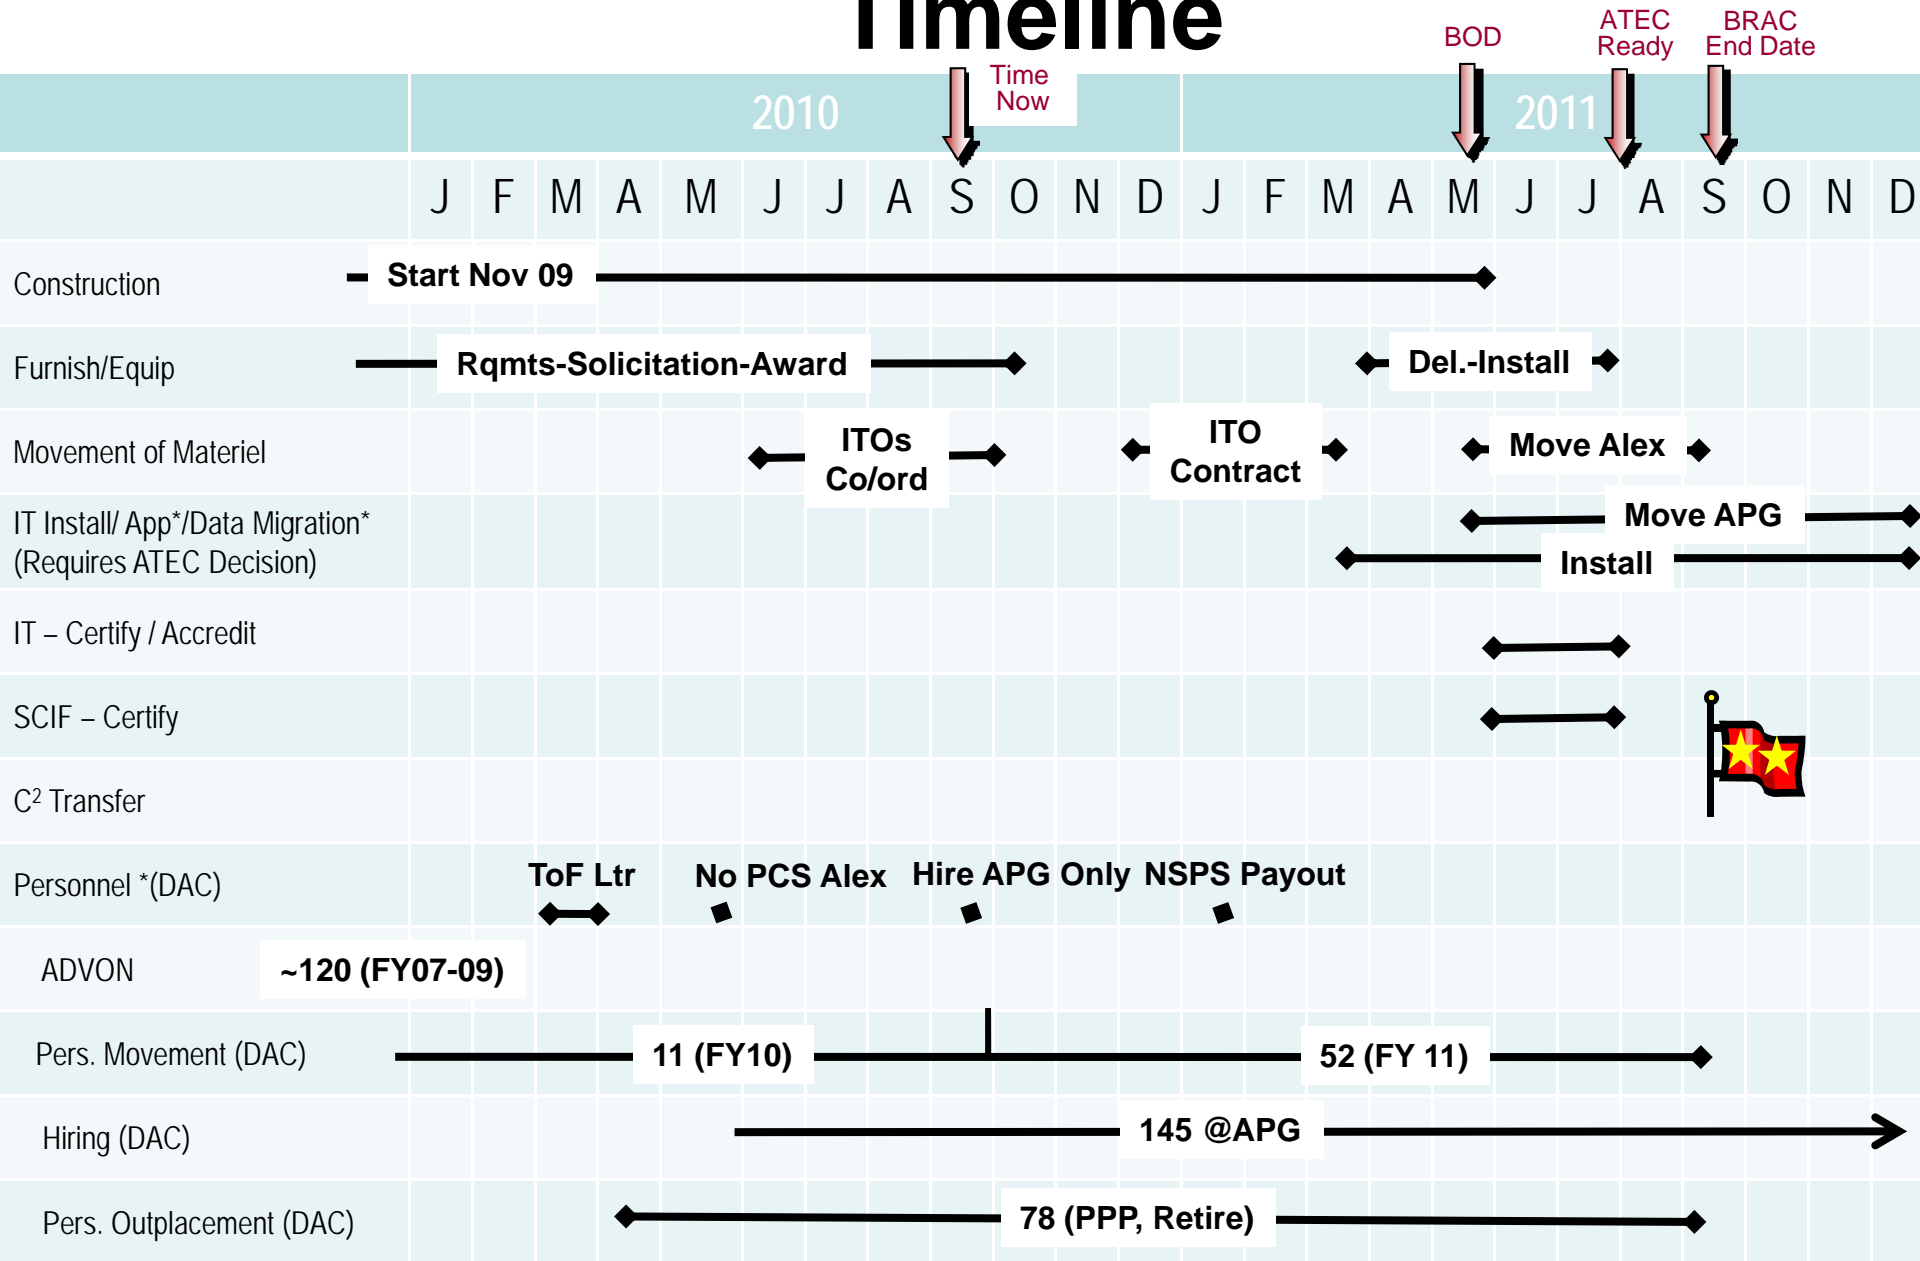 Timeline
BOD
ATEC
Ready
BRAC
End Date
Time
Now
2010
2011
J F M A M J J A S O N D J F M A M J J A S O N D
Construction
Start Nov 09
Furnish/Equip
Rqmts-Solicitation-Award
Del.-Install
Movement of Materiel
ITOs
Co/ord
ITO
Contract
Move Alex
IT Install/ App*/Data Migration*
(Requires ATEC Decision)
Move APG
Install
IT – Certify / Accredit
SCIF – Certify
C² Transfer
Personnel *(DAC)
ToF Ltr
No PCS Alex
Hire APG Only
NSPS Payout
ADVON
~120 (FY07-09)
Pers. Movement (DAC)
11 (FY10)
52 (FY 11)
Hiring (DAC)
145 @APG
Pers. Outplacement (DAC)
78 (PPP, Retire)